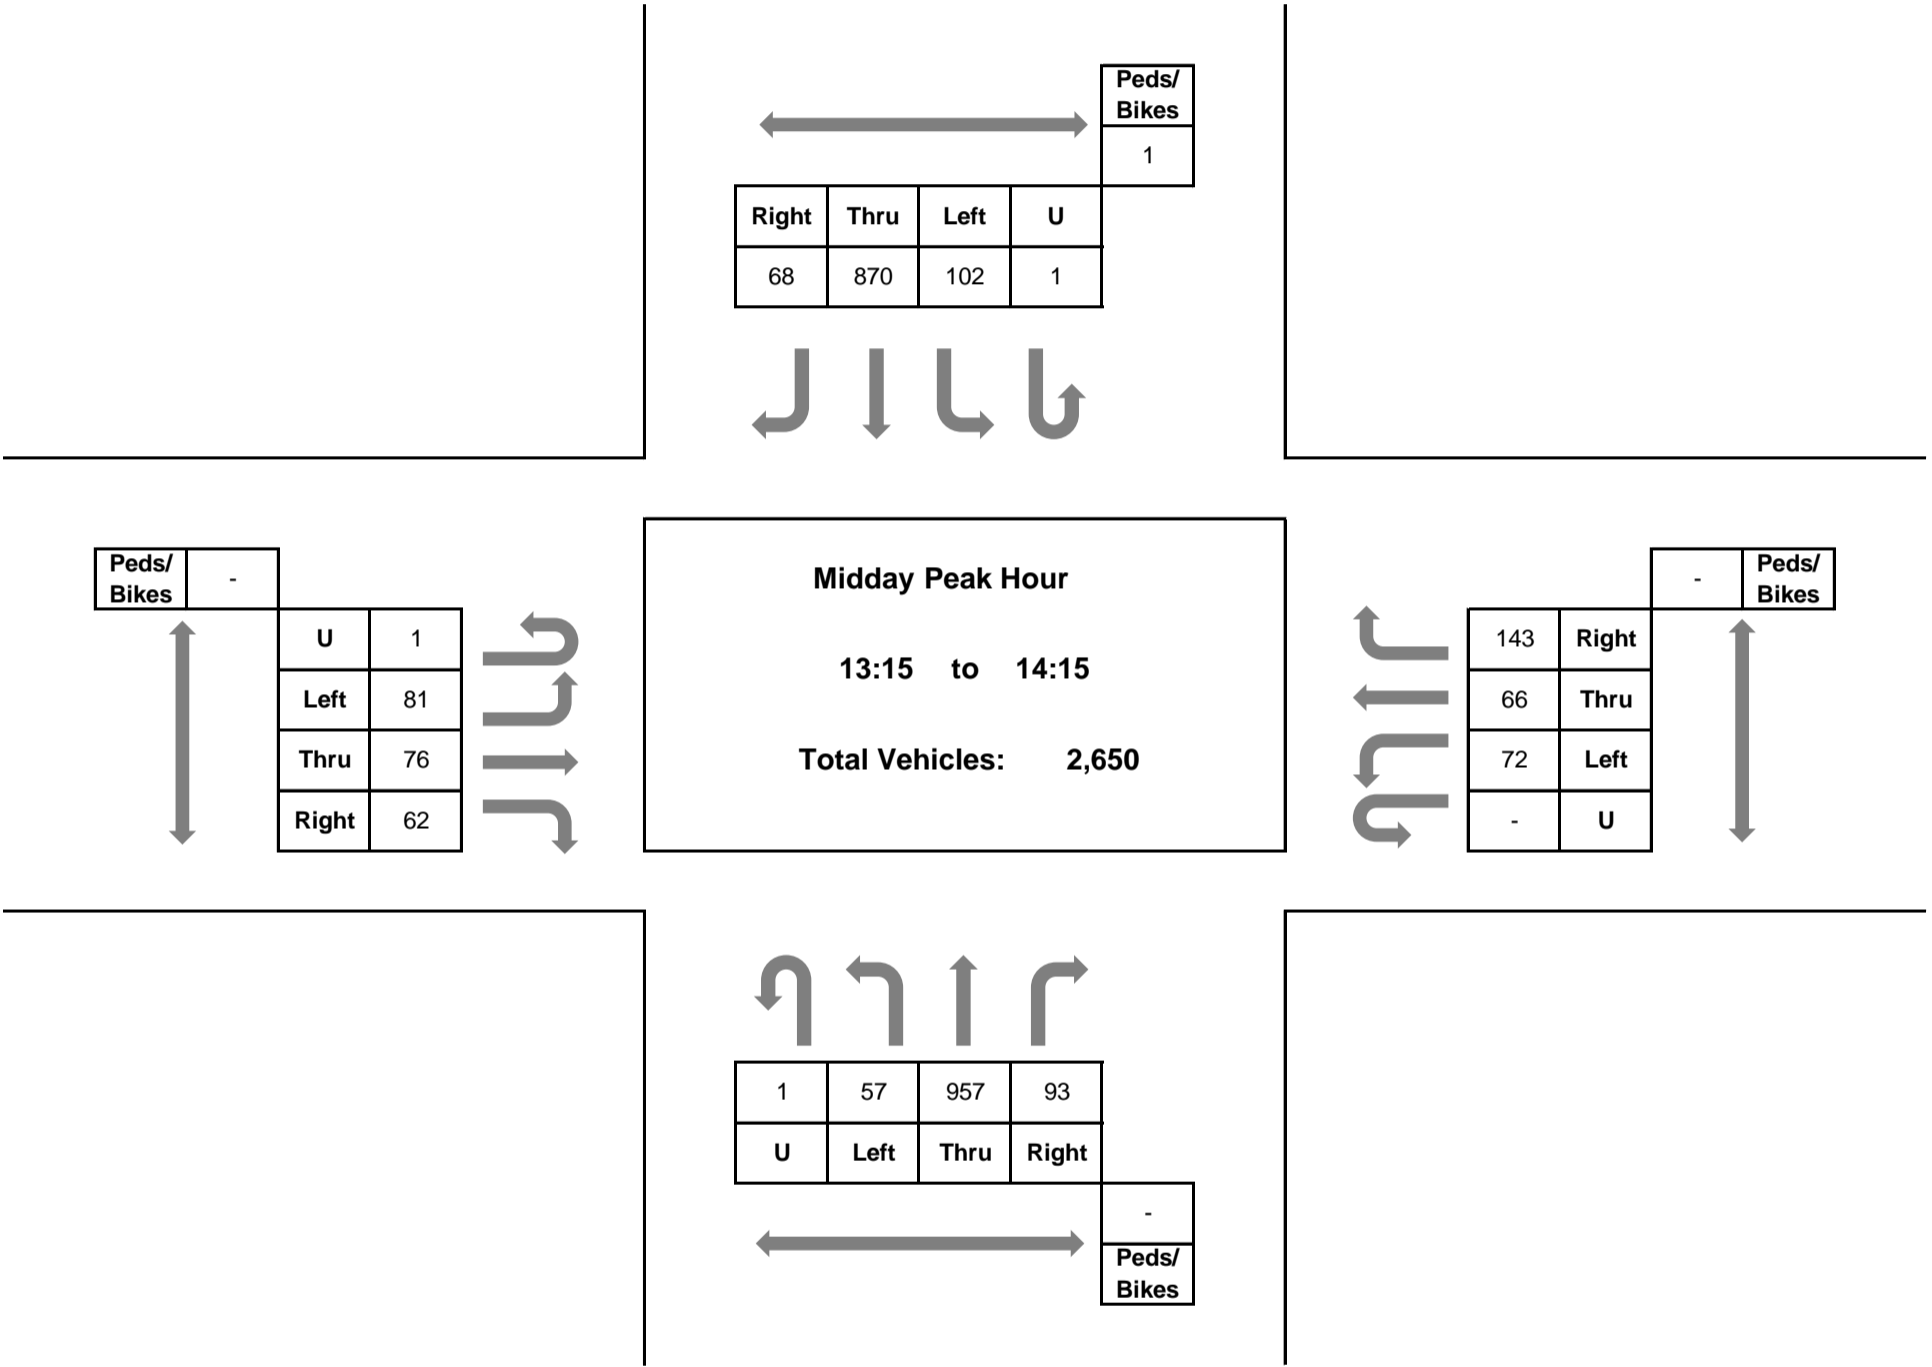 Peds/
Bikes
1
Right Thru Left U
68 870 102 1
Peds/
Bikes -
U 1
Left 81
Thru 76
Right 62
Midday Peak Hour
13:15 to 14:15
Total Vehicles: 2,650
- Peds/
Bikes
143 Right
66 Thru
72 Left
- U
1 57 957 93
U Left Thru Right
-
Peds/
Bikes